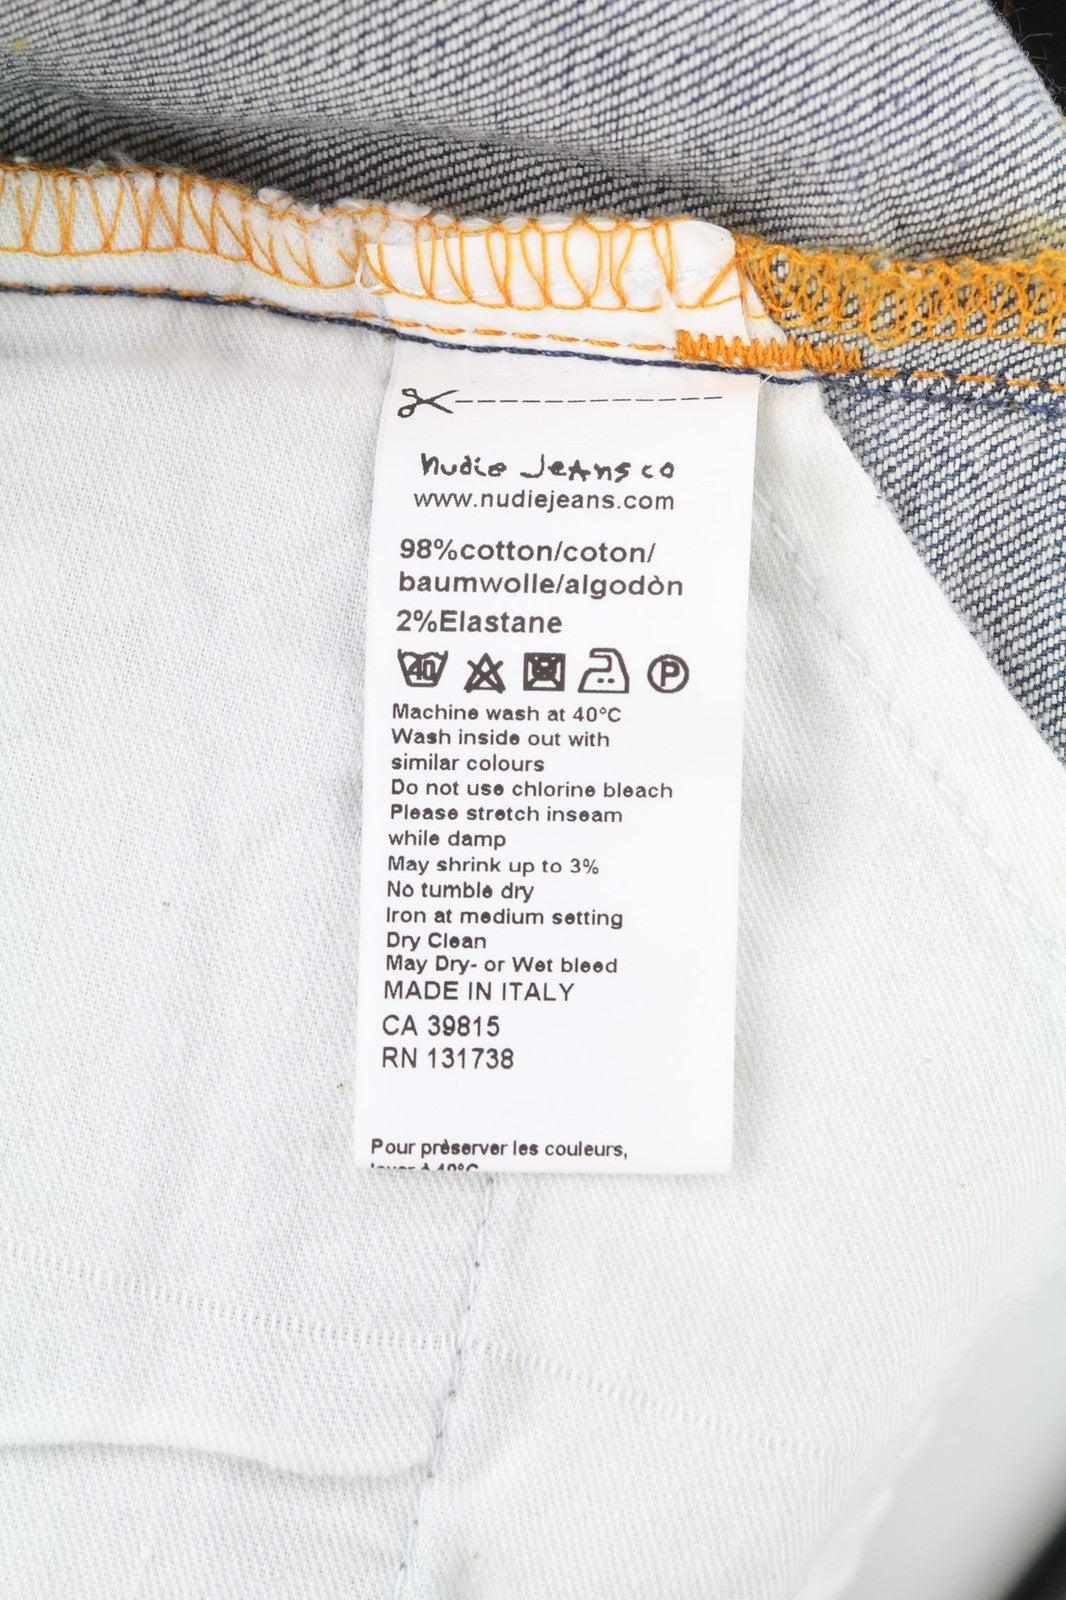 nudie Jeans co
www.nudiejeans.com
98%cotton/coton/
baumwolle/algodòn
2%Elastane
40 P
Machine wash at 40°C
Wash inside out with
similar colours
Do not use chlorine bleach
Please stretch inseam
while damp
May shrink up to 3%
No tumble dry
Iron at medium setting
Dry Clean
May Dry- or Wet bleed
MADE IN ITALY
CA 39815
RN 131738
Pour prèserver les couleurs,